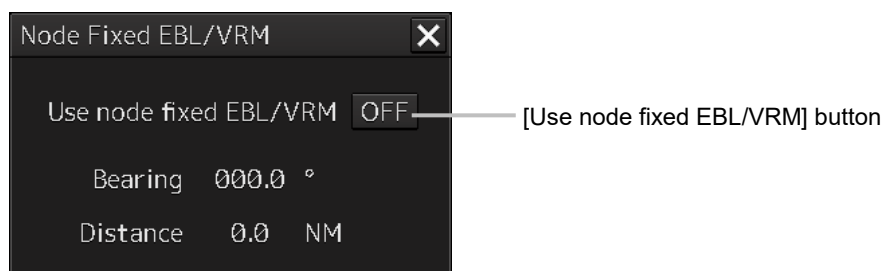 Node Fixed EBL/VRM
Use node fixed EBL/VRM OFF [Use node fixed EBL/VRM] button
Bearing 000.0 °
Distance 0.0 NM